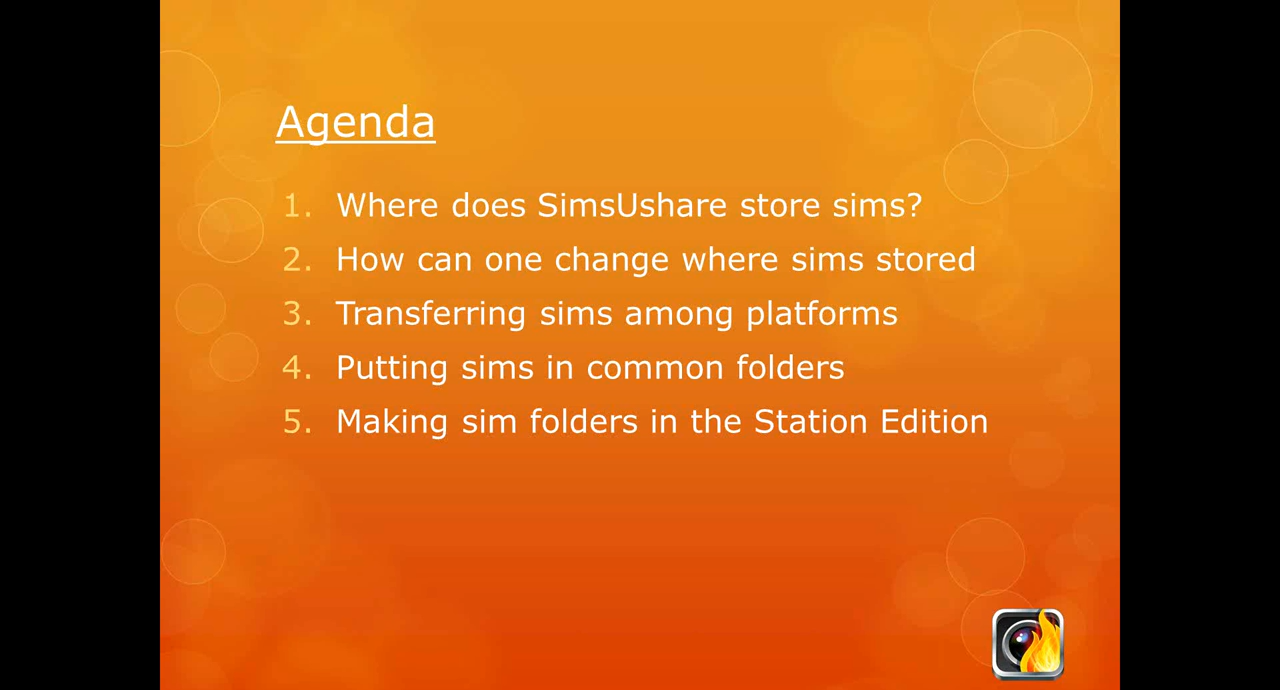 Agenda
1. Where does SimsUshare store sims?
2. How can one change where sims stored
3. Transferring sims among platforms
4. Putting sims in common folders
5. Making sim folders in the Station Edition